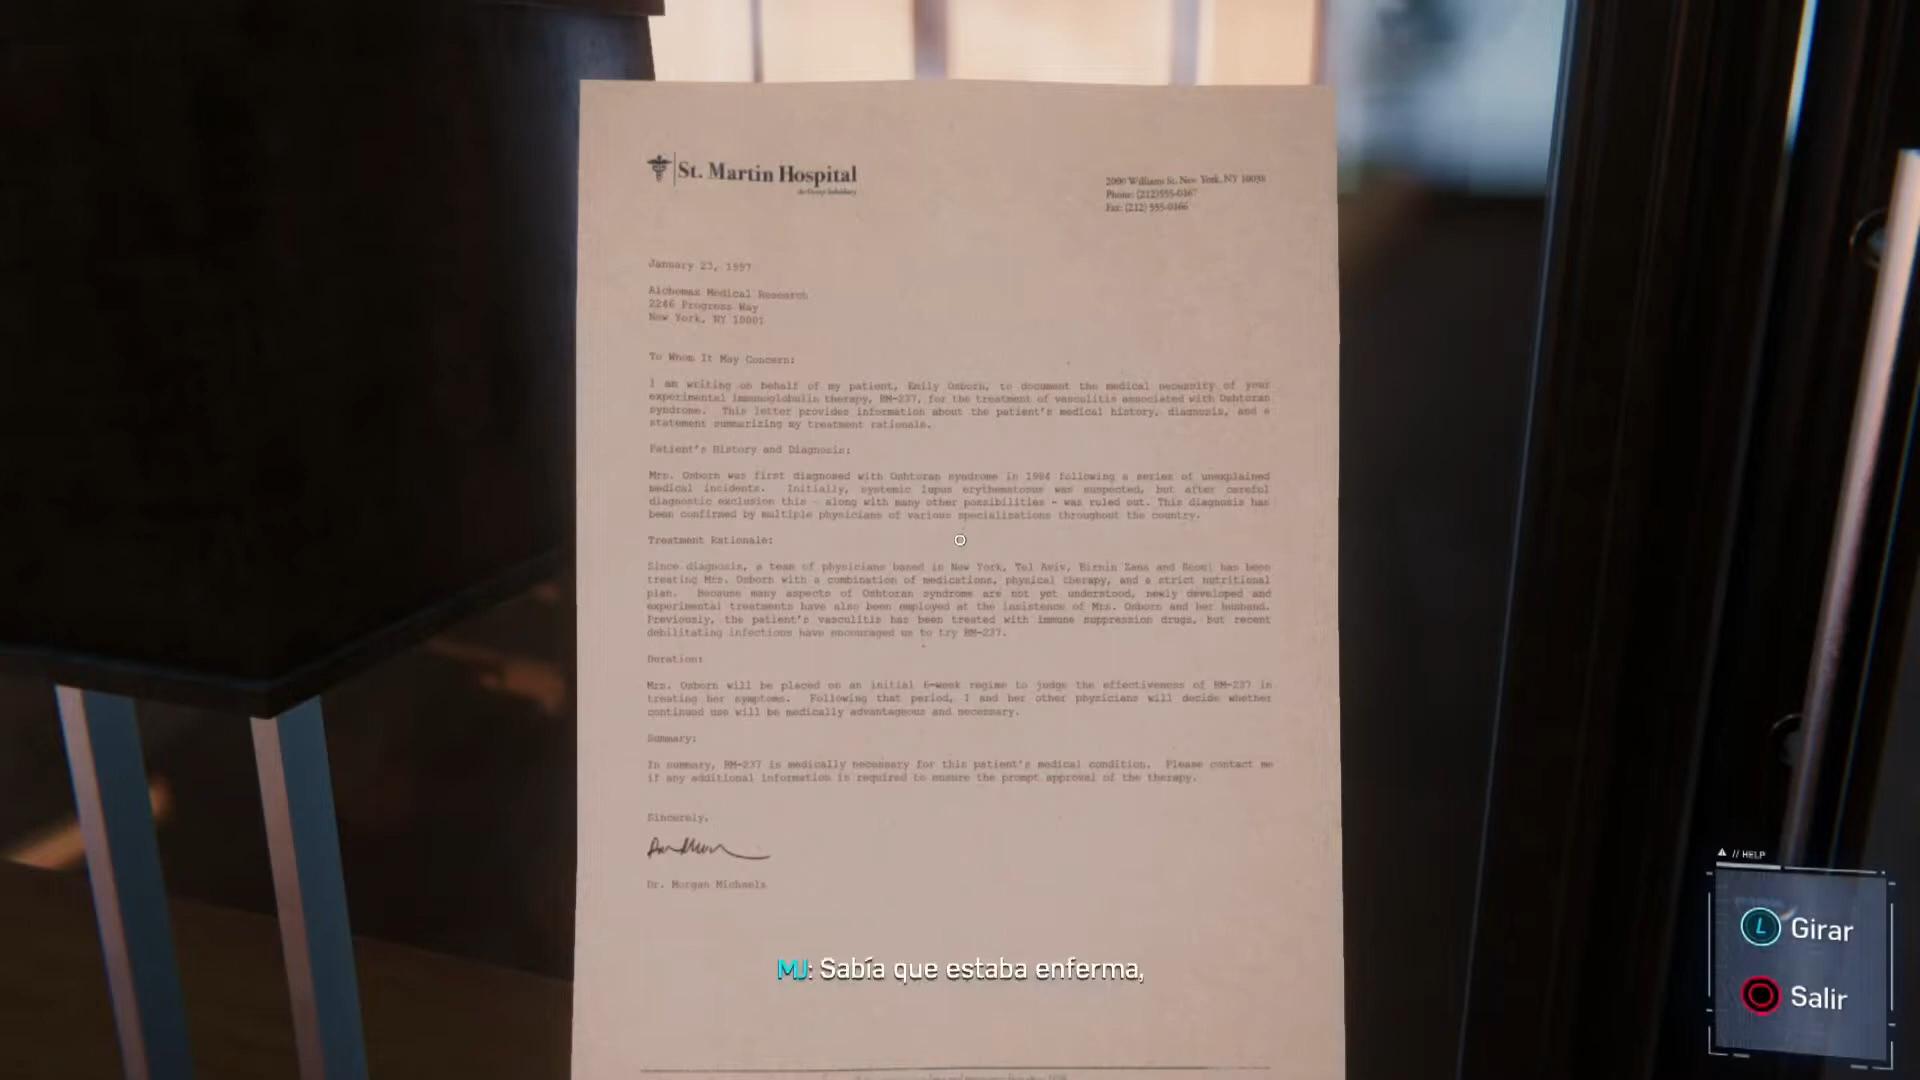 St. Martin Hospital
2000 Williams St. New York, NY 10038
Phone: (212)555-0167
Fax: (212) 555-0166
January 23, 1997
Alchemax Medical Research
2246 Progress Way
New York, NY 10001
To Whom It May Concern:
I am writing on behalf of my patient, Emily Osborn, to document the medical necessity of your
experimental immunoglobulin therapy, RM-237, for the treatment of vasculitis associated with Oshtoran
syndrome. This letter provides information about the patient's medical history, diagnosis, and a
statement summarizing my treatment rationale.
Patient's History and Diagnosis:
Mrs. Osborn was first diagnosed with Oshtoran syndrome in 1994 following a series of unexplained
medical incidents. Initially, systemic lupus erythematosus was suspected, but after careful
diagnostic exclusion this - along with many other possibilities - was ruled out. This diagnosis has
been confirmed by multiple physicians of various specializations throughout the country.
Treatment Rationale:
Since diagnosis, a team of physicians based in New York, Tel Aviv, Birnin Zana and Seoul has been
treating Mrs. Osborn with a combination of medications, physical therapy, and a strict nutritional
plan. Because many aspects of Oshtoran syndrome are not yet understood, newly developed and
experimental treatments have also been employed at the insistence of Mrs. Osborn and her husband.
Previously, the patient's vasculitis has been treated with immune suppression drugs, but recent
debilitating infections have encouraged us to try RM-237.
Duration:
Mrs. Osborn will be placed on an initial 6-week regime to judge the effectiveness of RM-237 in
treating her symptoms. Following that period, I and her other physicians will decide whether
continued use will be medically advantageous and necessary.
Summary:
In summary, RM-237 is medically necessary for this patient's medical condition. Please contact me
if any additional information is required to ensure the prompt approval of the therapy.
Sincerely,
Dr. Morgan Michaels
MJ: Sabía que estaba enferma,
// HELP
L Girar
Salir